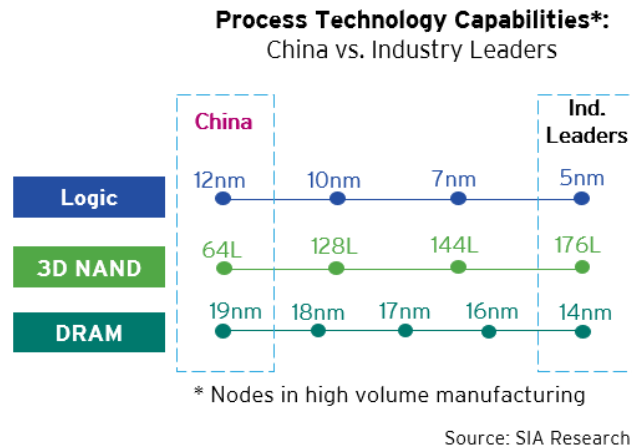 Process Technology Capabilities*:
China vs. Industry Leaders
China
Ind.
Leaders
Logic
12nm 10nm 7nm 5nm
3D NAND
64L 128L 144L 176L
DRAM
19nm 18nm 17nm 16nm 14nm
* Nodes in high volume manufacturing
Source: SIA Research